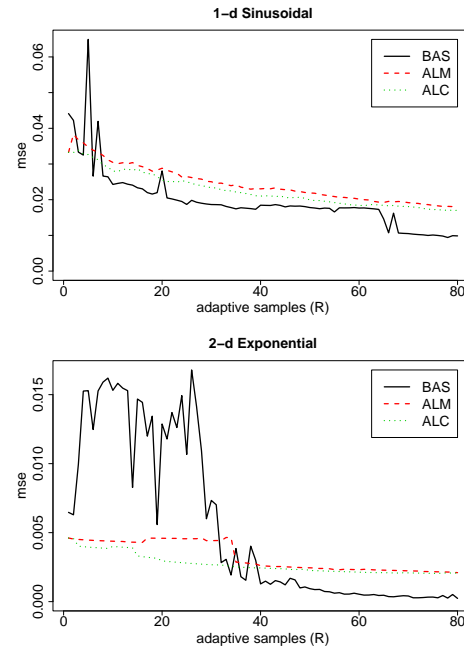 1−d Sinusoidal
mse
0.00 0.02 0.04 0.06
BAS
ALM
ALC
0 20 40 60 80
adaptive samples (R)
2−d Exponential
mse
0.000 0.005 0.010 0.015
BAS
ALM
ALC
0 20 40 60 80
adaptive samples (R)